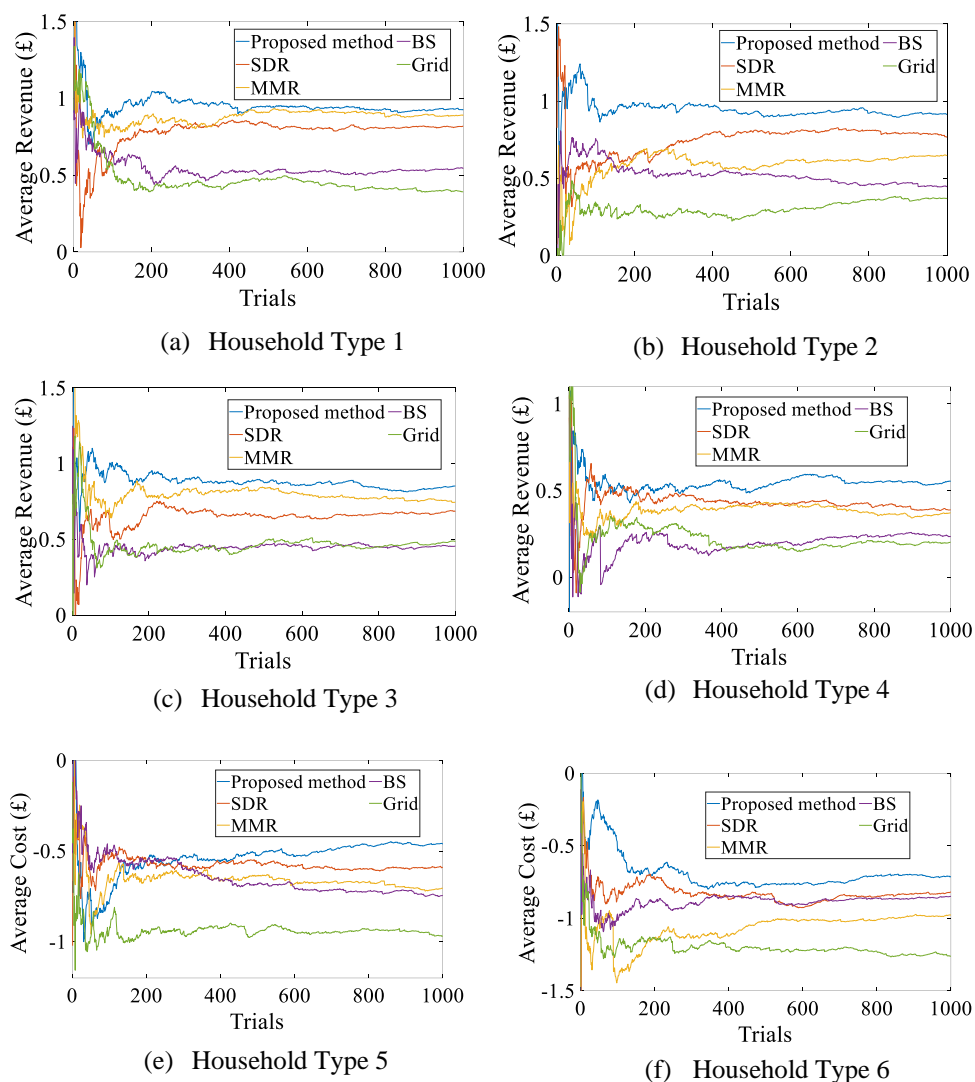 1.5
1
0.5
0
Average Revenue (£)
Proposed method
BS
SDR
Grid
MMR
0 200 400 600 800 1000
Trials
(a) Household Type 1
1.5
1
0.5
0
Average Revenue (£)
Proposed method
BS
SDR
Grid
MMR
0 200 400 600 800 1000
Trials
(b) Household Type 2
1.5
1
0.5
0
Average Revenue (£)
Proposed method
BS
SDR
Grid
MMR
0 200 400 600 800 1000
Trials
(c) Household Type 3
1
0.5
0
Average Revenue (£)
Proposed method
BS
SDR
Grid
MMR
0 200 400 600 800 1000
Trials
(d) Household Type 4
0
-0.5
-1
Average Cost (£)
Proposed method
BS
SDR
Grid
MMR
0 200 400 600 800 1000
Trials
(e) Household Type 5
0
-0.5
-1
-1.5
Average Cost (£)
Proposed method
BS
SDR
Grid
MMR
0 200 400 600 800 1000
Trials
(f) Household Type 6